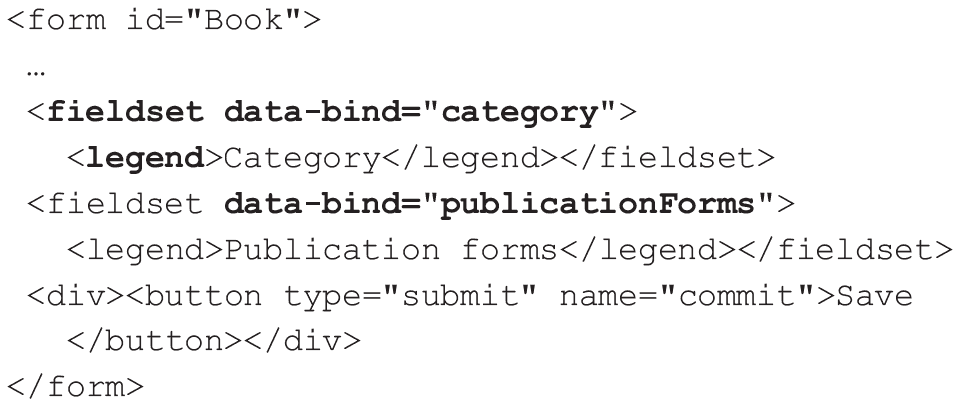 <form id="Book">
…
<fieldset data-bind="category">
<legend>Category</legend></fieldset>
<fieldset data-bind="publicationForms">
<legend>Publication forms</legend></fieldset>
<div><button type="submit" name="commit">Save
</button></div>
</form>